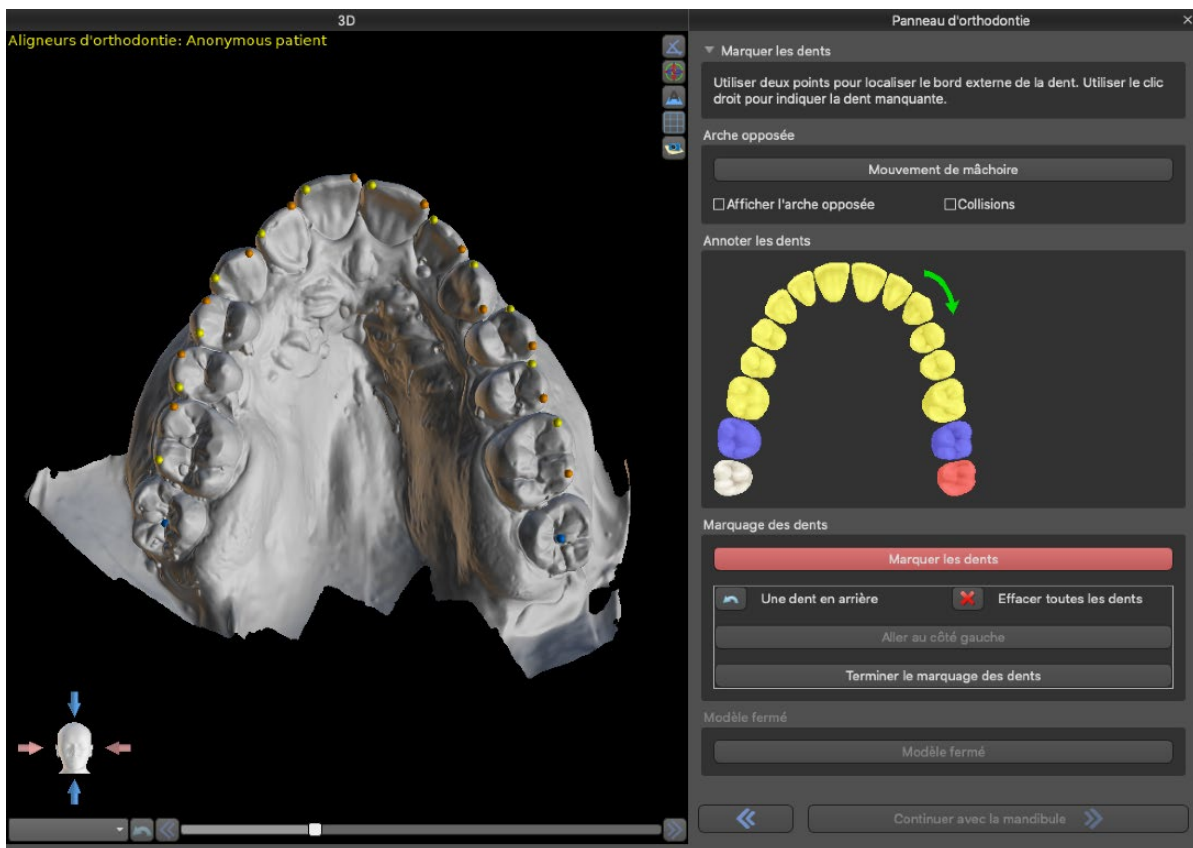 3D
Aligneurs d'orthodontie: Anonymous patient
Panneau d'orthodontie
Marquer les dents
Utiliser deux points pour localiser le bord externe de la dent. Utiliser le clic
droit pour indiquer la dent manquante.
Arche opposée
Mouvement de mâchoire
Afficher l'arche opposée
Collisions
Annoter les dents
Marquage des dents
Marquer les dents
Une dent en arrière
Effacer toutes les dents
Aller au côté gauche
Terminer le marquage des dents
Modèle fermé
Modèle fermé
Continuer avec la mandibule